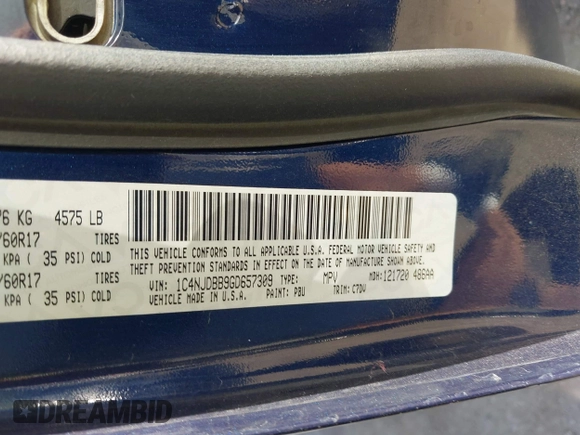 76 KG 4575 LB
/60R17 TIRES
KPA ( 35 PSI) COLD
/60R17 TIRES
KPA ( 35 PSI) COLD
THIS VEHICLE CONFORMS TO ALL APPLICABLE U.S.A. FEDERAL MOTOR VEHICLE SAFETY AND
THEFT PREVENTION STANDARDS IN EFFECT ON THE DATE OF MANUFACTURE SHOWN ABOVE.
VIN: 1C4NJDBB9GD657309 TYPE: MPV MDH: 121720 486AA
VEHICLE MADE IN U.S.A. PAINT: PBU TRIM: C7DV
DREAMBID